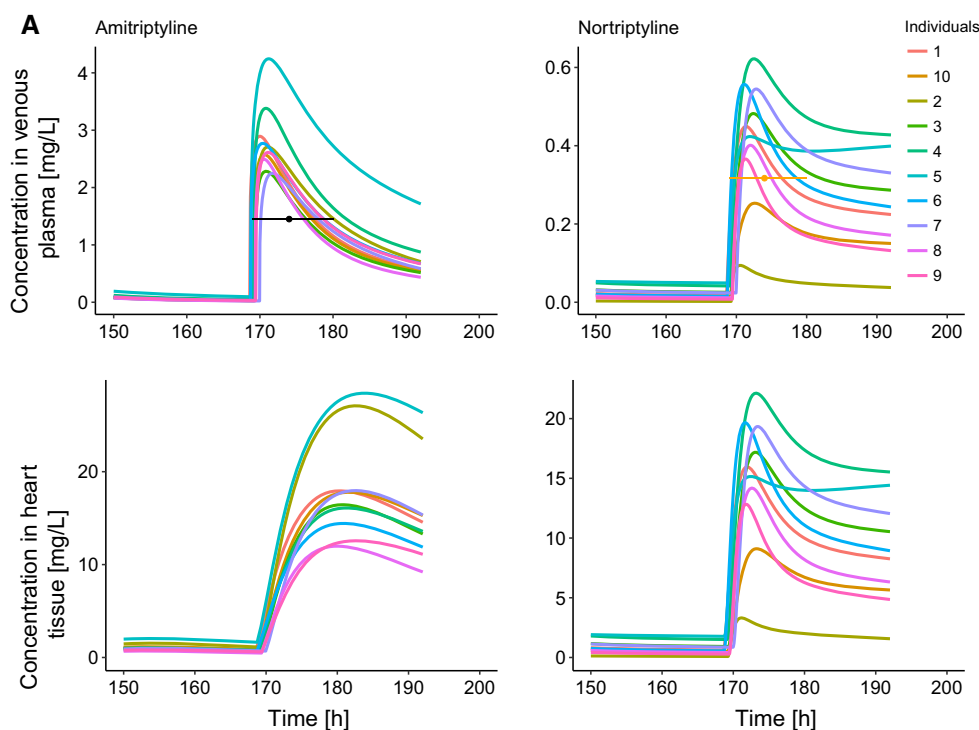 A
Amitriptyline
Nortriptyline
Individuals
1
10
2
3
4
5
6
7
8
9
Concentration in venous
plasma [mg/L]
4
3
2
1
0
150 160 170 180 190 200
0.6
0.4
0.2
0.0
150 160 170 180 190 200
Concentration in heart
tissue [mg/L]
20
10
0
150 160 170 180 190 200
Time [h]
20
15
10
5
0
150 160 170 180 190 200
Time [h]